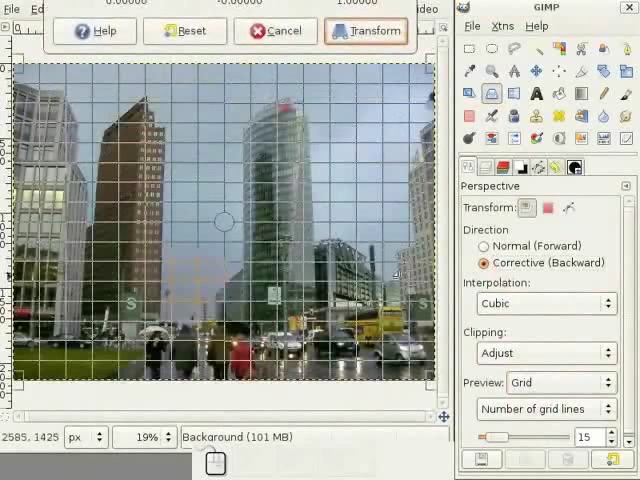 0.00000 -0.00000 1.00000
GIMP
File
video
Help Reset Cancel Transform
File Xtns Help
Perspective
Transform:
Direction
Normal (Forward)
Corrective (Backward)
Interpolation:
Cubic
Clipping:
Adjust
Preview: Grid
Number of grid lines
15
S
S
2585, 1425 px 19% Background (101 MB)